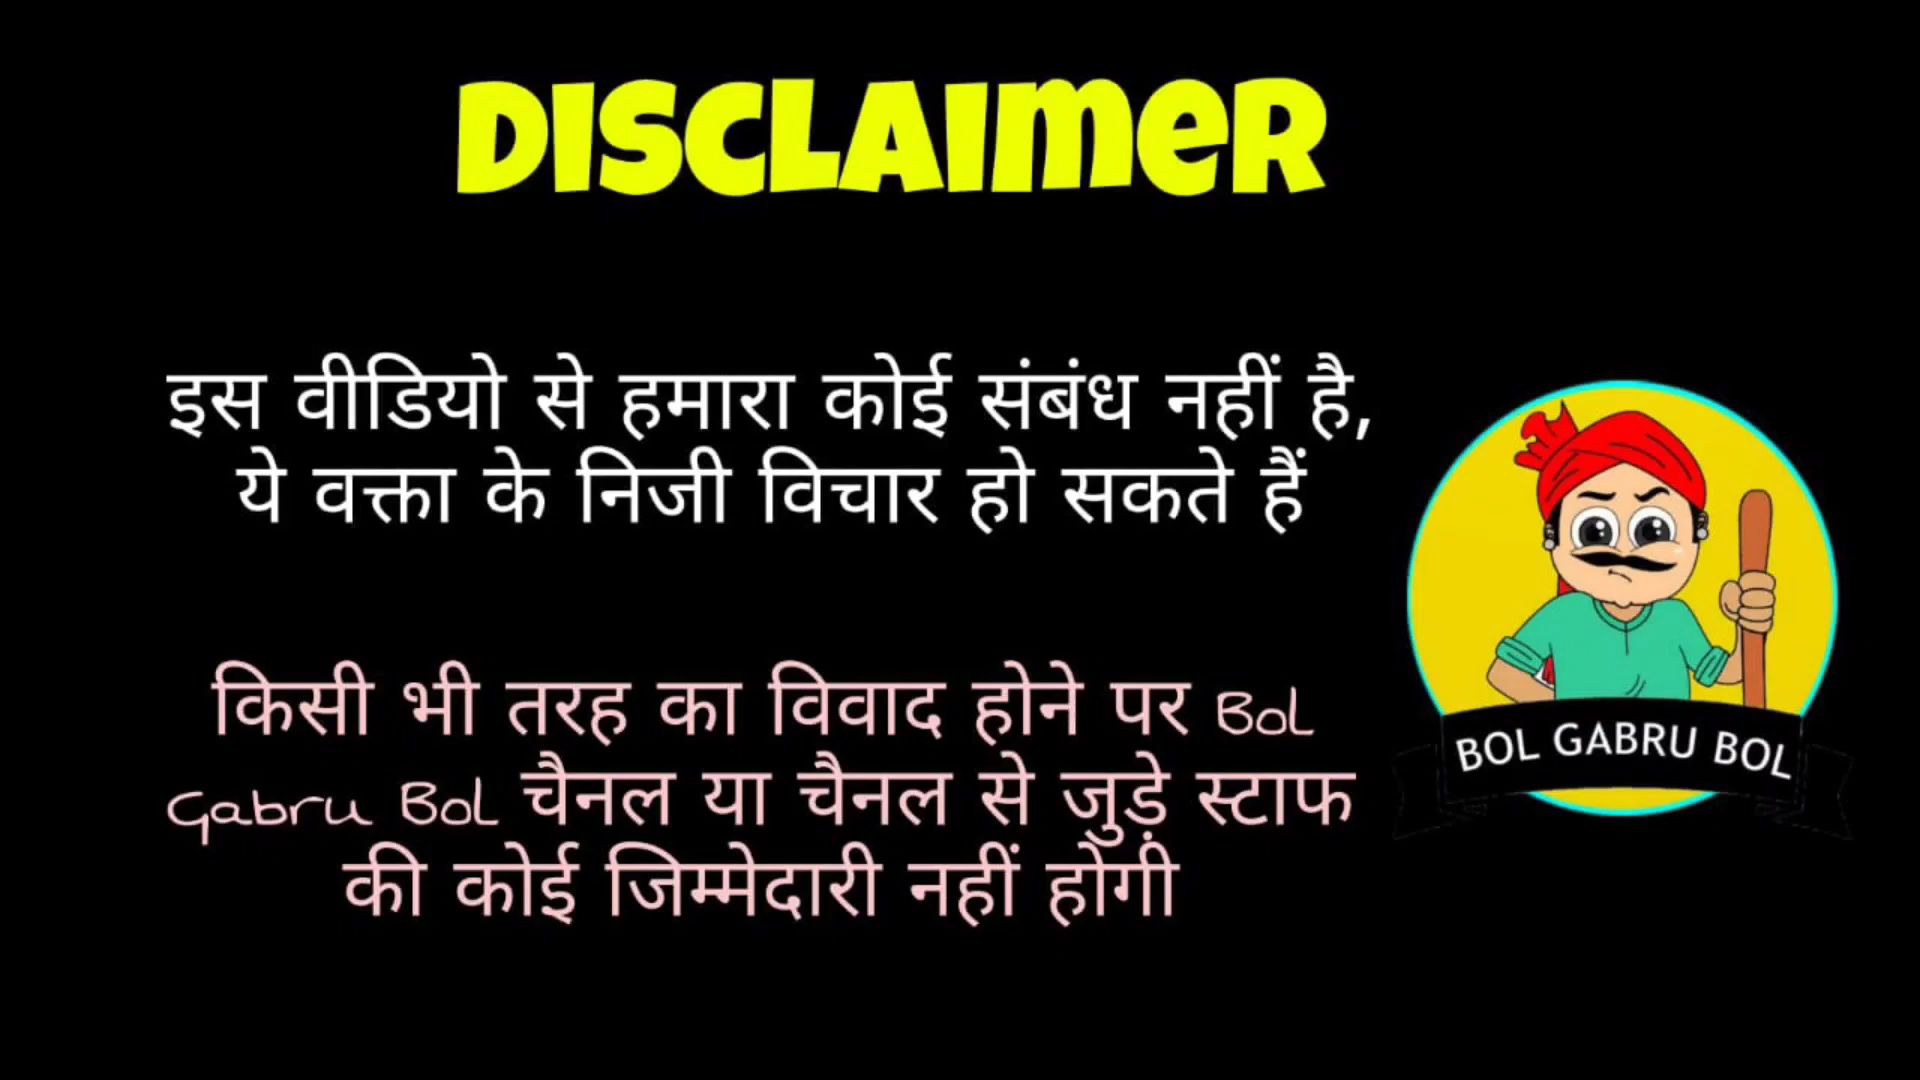 DISCLAIMER
इस वीडियो से हमारा कोई संबंध नहीं है,
ये वक्ता के निजी विचार हो सकते हैं
किसी भी तरह का विवाद होने पर Bol
Gabru Bol चैनल या चैनल से जुड़े स्टाफ
की कोई जिम्मेदारी नहीं होगी
BOL GABRU BOL